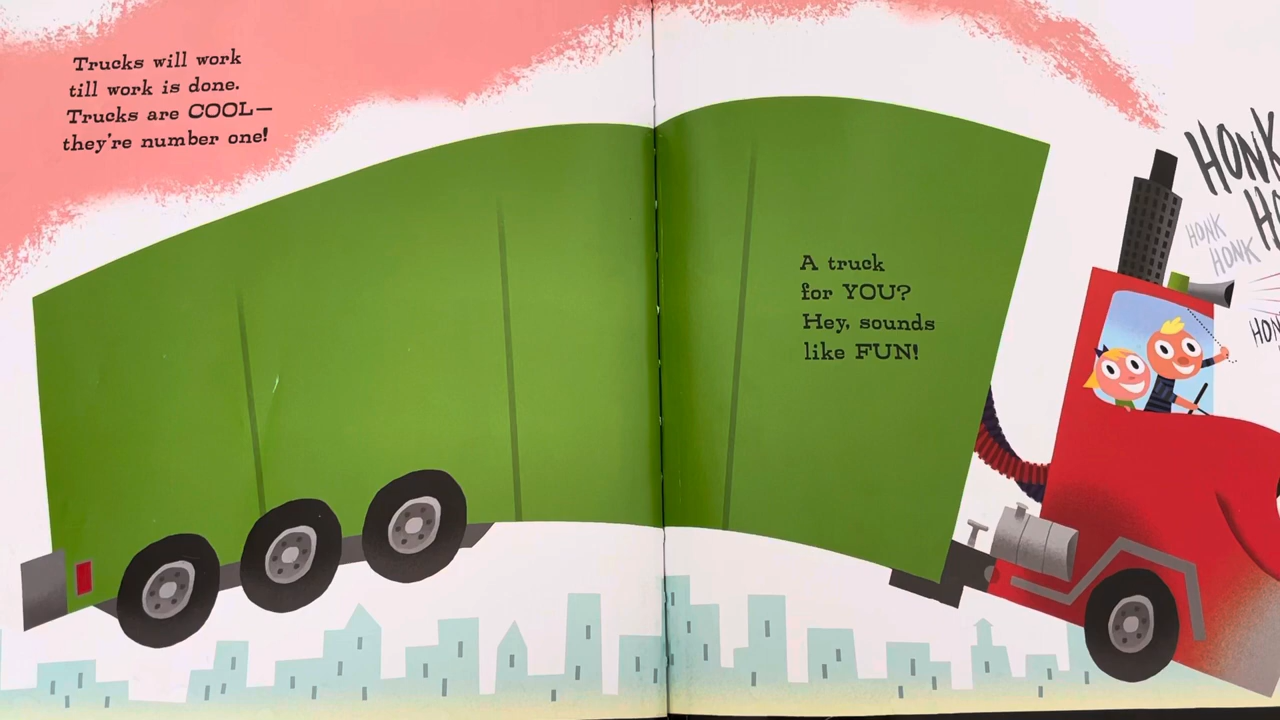 Trucks will work
till work is done.
Trucks are COOL—
they're number one!
A truck
for YOU?
Hey, sounds
like FUN!
HONK
HONK
HONK